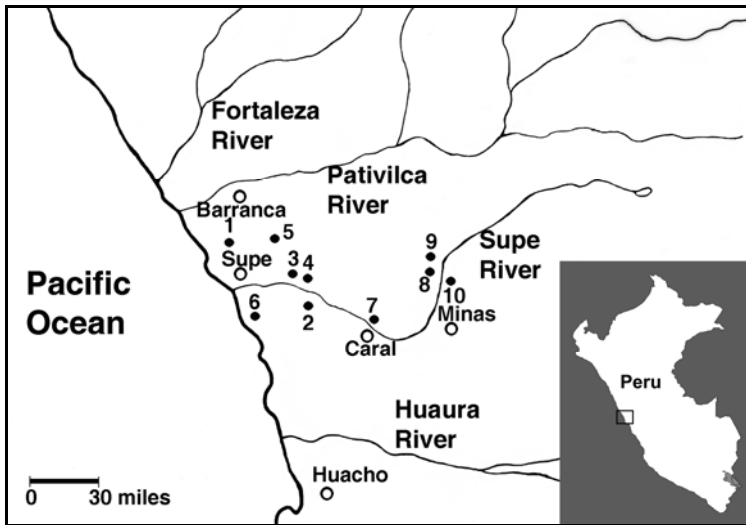 Fortaleza
River
Pativilca
River
Barranca
1
5
Supe
3
4
9
8
Supe
River
10
Minas
Pacific
Ocean
6
2
7
Caral
Peru
Huaura
River
Huacho
0 30 miles